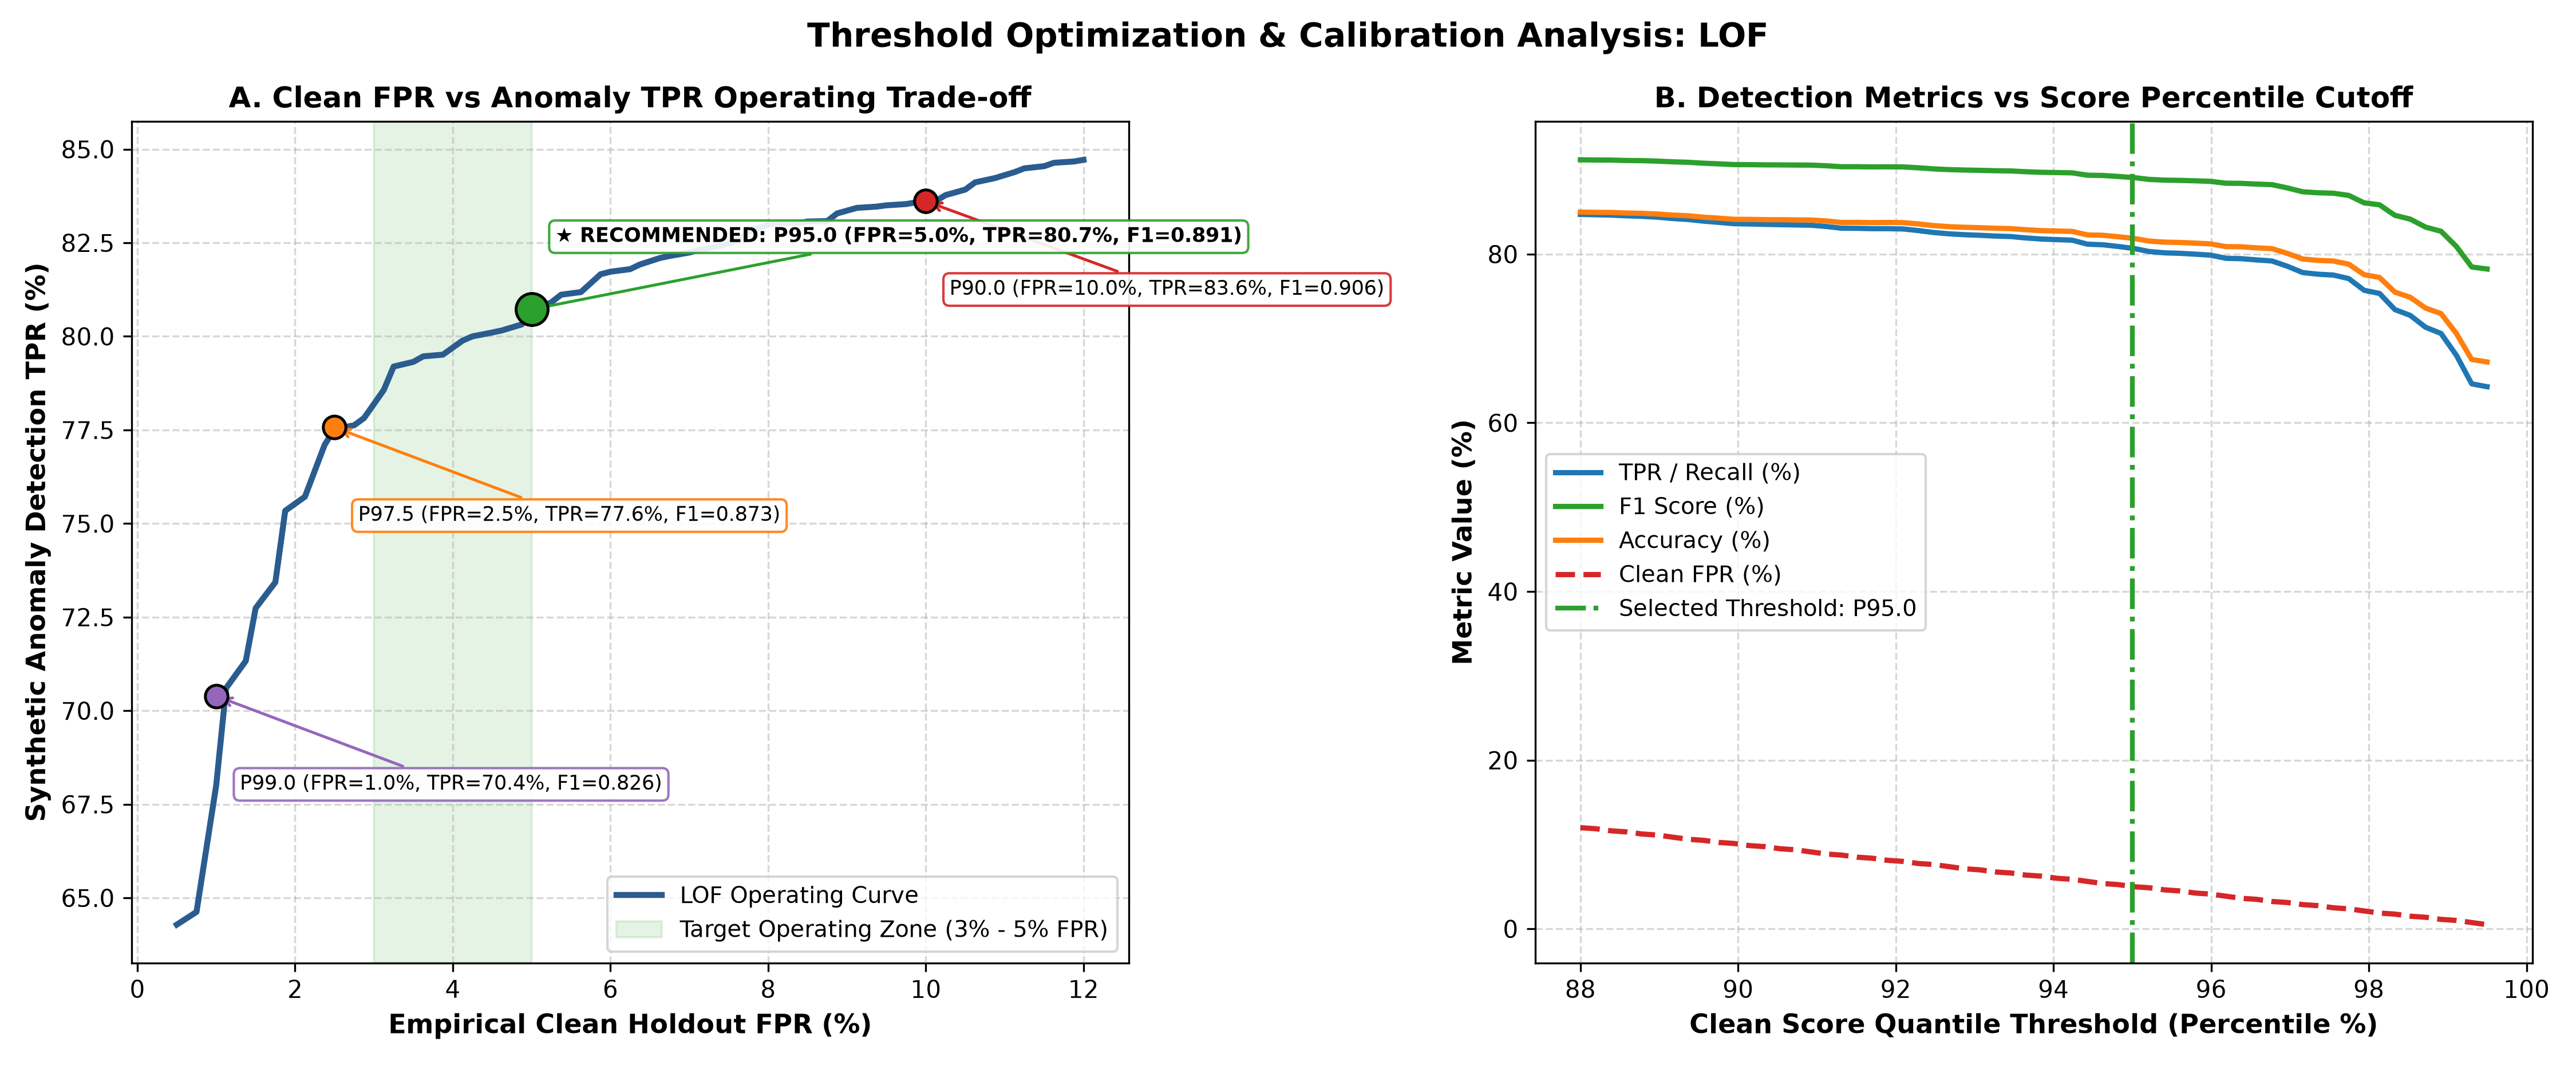 Threshold Optimization & Calibration Analysis: LOF
A. Clean FPR vs Anomaly TPR Operating Trade-off
Synthetic Anomaly Detection TPR (%)
85.0
82.5
80.0
77.5
75.0
72.5
70.0
67.5
65.0
★ RECOMMENDED: P95.0 (FPR=5.0%, TPR=80.7%, F1=0.891)
P90.0 (FPR=10.0%, TPR=83.6%, F1=0.906)
P97.5 (FPR=2.5%, TPR=77.6%, F1=0.873)
P99.0 (FPR=1.0%, TPR=70.4%, F1=0.826)
LOF Operating Curve
Target Operating Zone (3% - 5% FPR)
0 2 4 6 8 10 12
Empirical Clean Holdout FPR (%)
B. Detection Metrics vs Score Percentile Cutoff
Metric Value (%)
80
60
40
20
0
TPR / Recall (%)
F1 Score (%)
Accuracy (%)
Clean FPR (%)
Selected Threshold: P95.0
88 90 92 94 96 98 100
Clean Score Quantile Threshold (Percentile %)